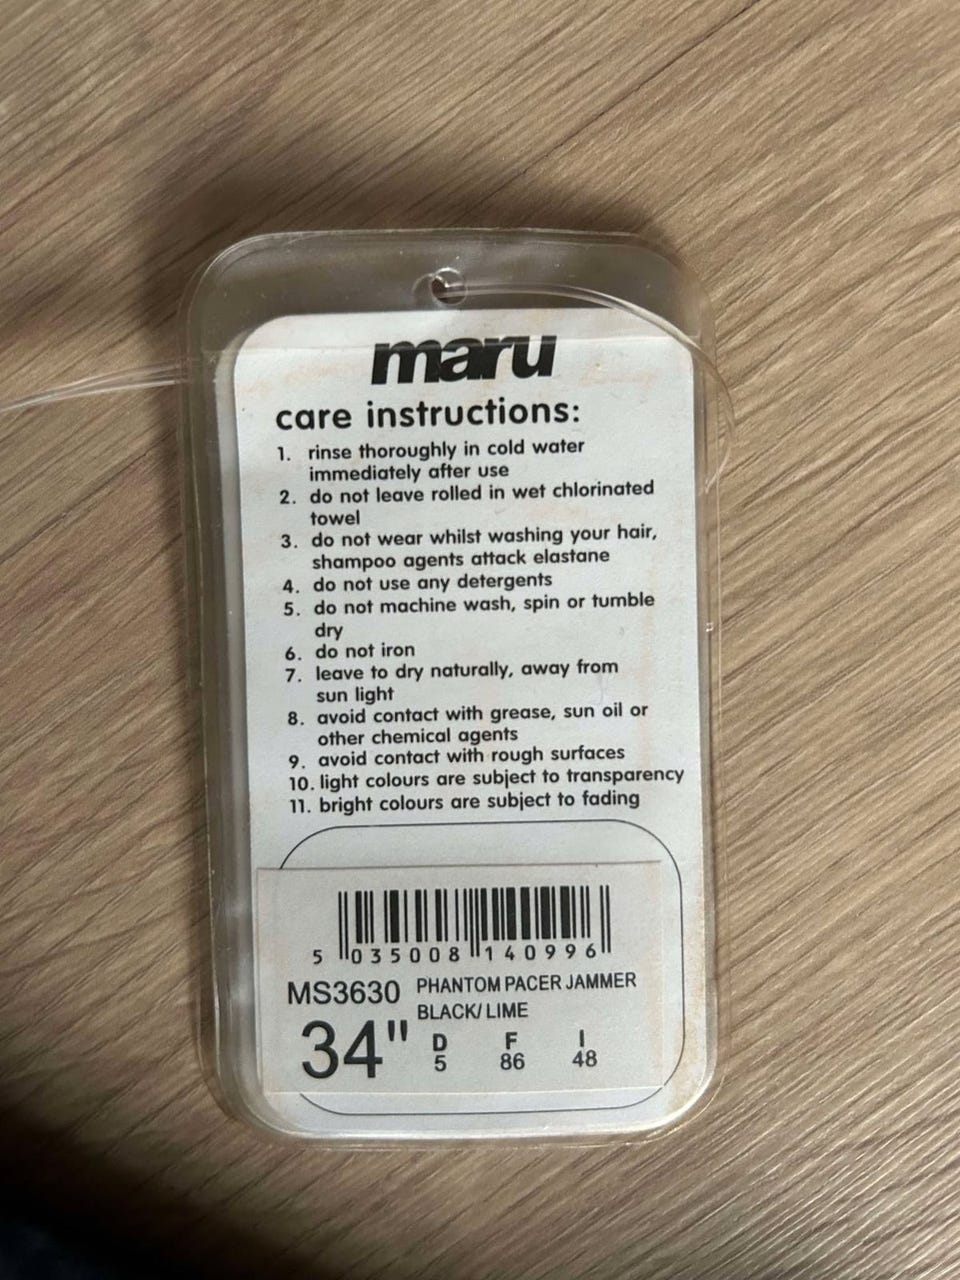 maru
care instructions:
1. rinse thoroughly in cold water
immediately after use
2. do not leave rolled in wet chlorinated
towel
3. do not wear whilst washing your hair,
shampoo agents attack elastane
4. do not use any detergents
5. do not machine wash, spin or tumble
dry
6. do not iron
7. leave to dry naturally, away from
sun light
8. avoid contact with grease, sun oil or
other chemical agents
9. avoid contact with rough surfaces
10. light colours are subject to transparency
11. bright colours are subject to fading
5 035008 140996
MS3630 PHANTOM PACER JAMMER
BLACK/ LIME
34" D F I
5 86 48